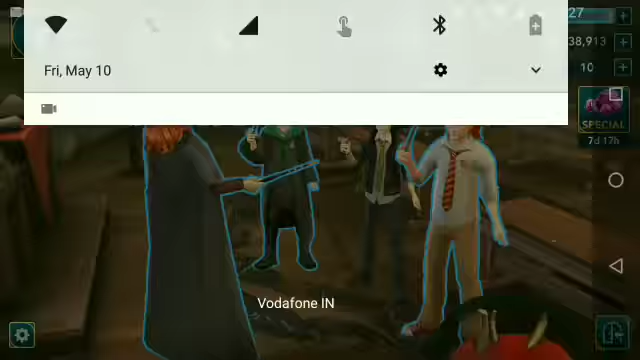 27
38,913
Fri, May 10
10
SPECIAL
7d 17h
Vodafone IN